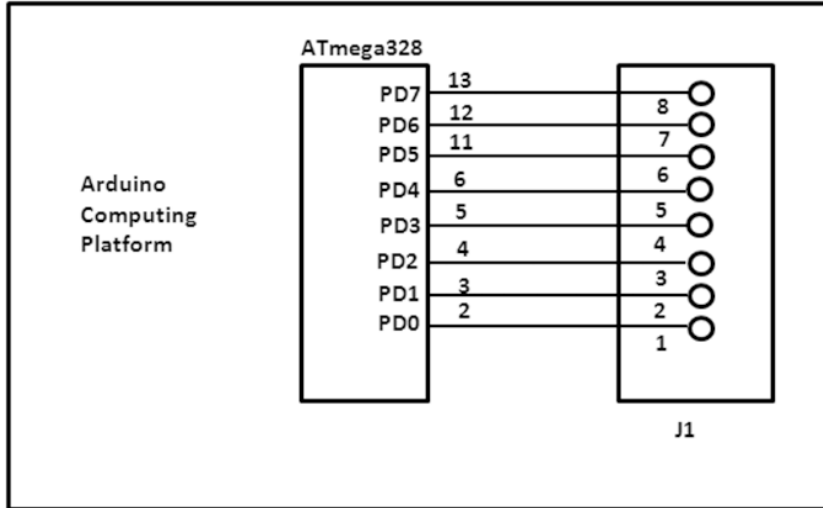 ATmega328
PD7 13
8
PD6 12
7
PD5 11
6
PD4 6
5
PD3 5
4
PD2 4
3
PD1 3
2
PD0 2
1
Arduino
Computing
Platform
J1